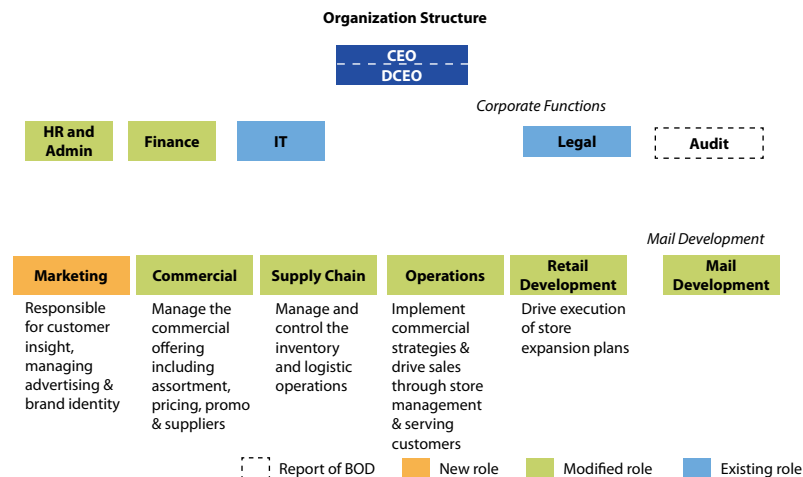 Organization Structure
CEO
DCEO
Corporate Functions
HR and
Admin
Finance
IT
Legal
Audit
Mail Development
Marketing
Commercial
Supply Chain
Operations
Retail
Development
Mail
Development
Responsible
for customer
insight,
managing
advertising &
brand identity
Manage the
commercial
offering
including
assortment,
pricing, promo
& suppliers
Manage and
control the
inventory
and logistic
operations
Implement
commercial
strategies &
drive sales
through store
management
& serving
customers
Drive execution
of store
expansion plans
Report of BOD
New role
Modified role
Existing role